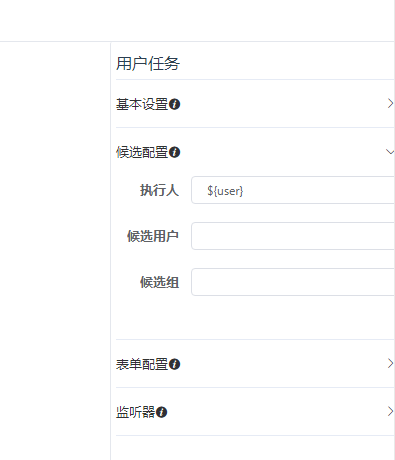 用户任务
基本设置
候选配置
执行人 ${user}
候选用户
候选组
表单配置
监听器